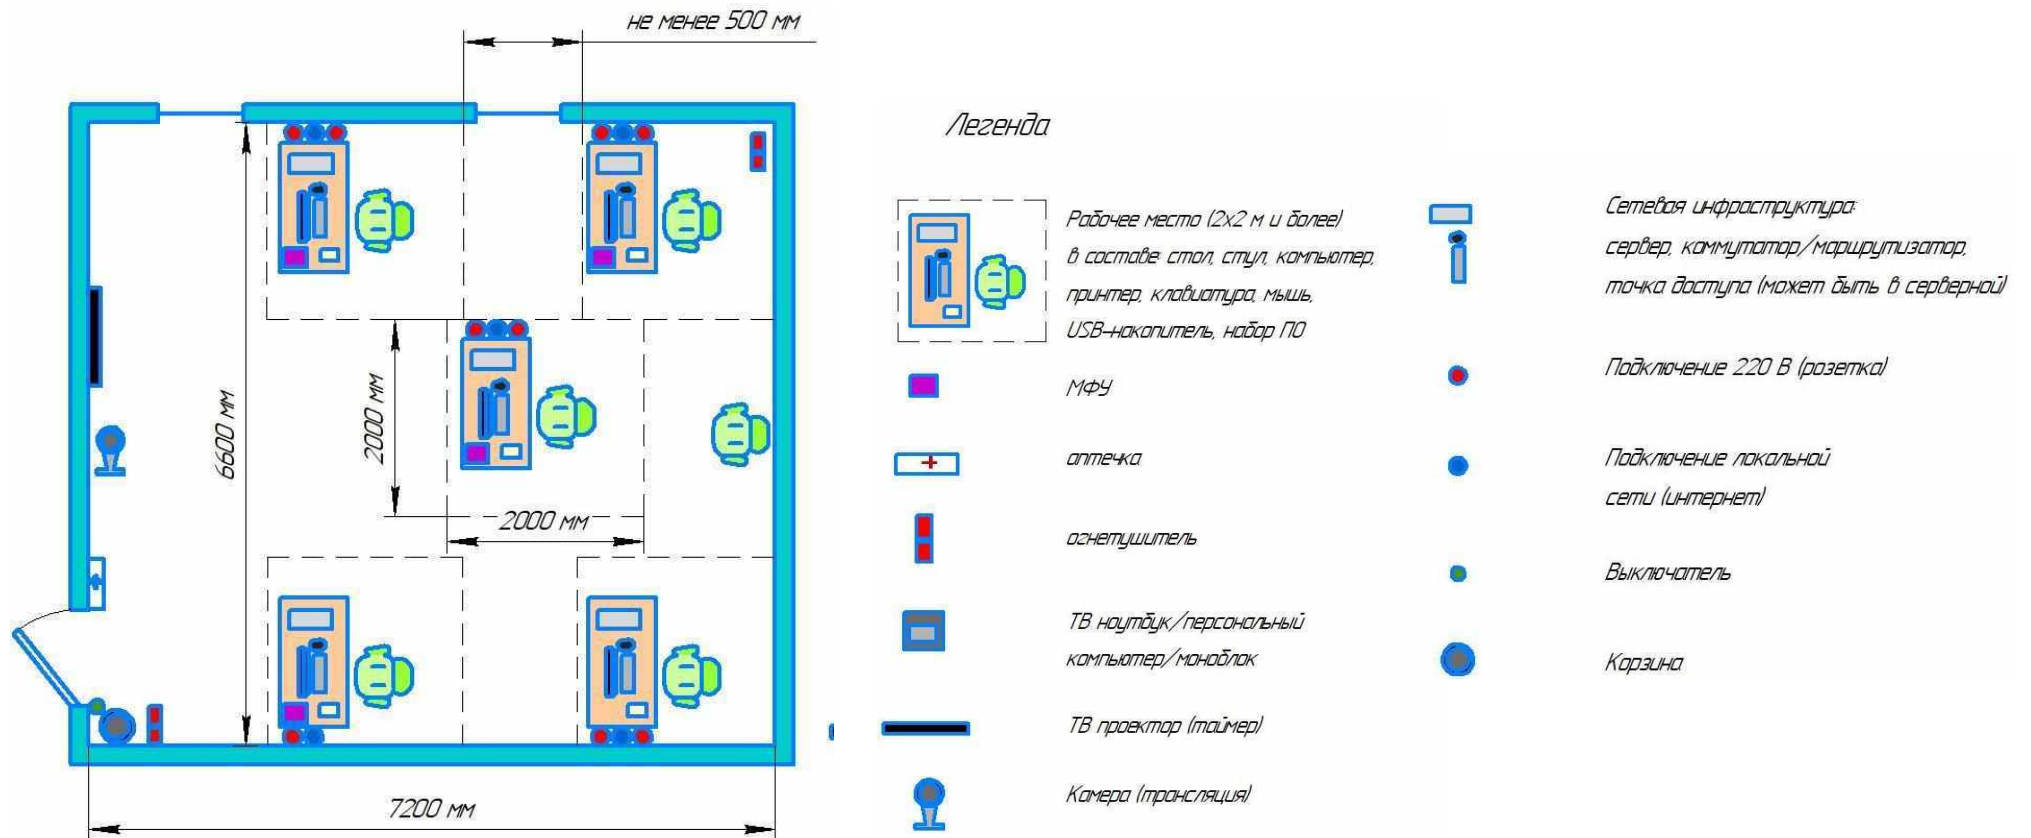 не менее 500 мм
6600 мм
2000 мм
2000 мм
7200 мм
Легенда
Рабочее место (2х2 м и более)
в составе: стол, стул, компьютер,
принтер, клавиатура, мышь,
USB-накопитель, набор ПО
МФУ
аптечка
огнетушитель
ТВ ноутбук/персональный
компьютер/моноблок
ТВ проектор (таймер)
Камера (трансляция)
Сетевая инфраструктура:
сервер, коммутатор/маршрутизатор,
точка доступа (может быть в серверной)
Подключение 220 В (розетка)
Подключение локальной
сети (интернет)
Выключатель
Корзина